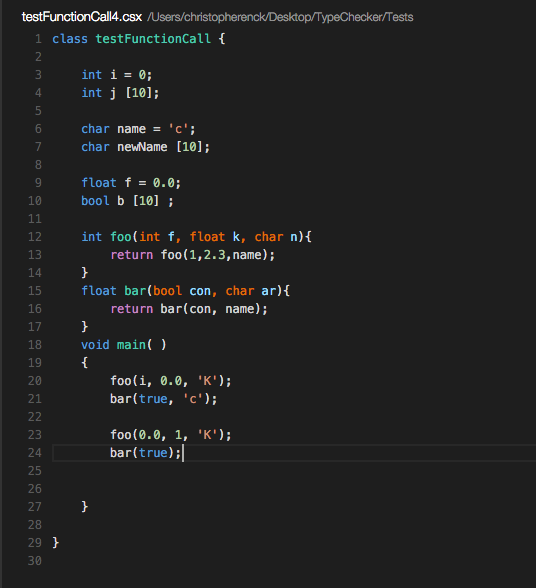 testFunctionCall4.csx /Users/christopherenck/Desktop/TypeChecker/Tests
1 class testFunctionCall {
2
3     int i = 0;
4     int j [10];
5
6     char name = 'c';
7     char newName [10];
8
9     float f = 0.0;
10     bool b [10] ;
11
12     int foo(int f, float k, char n){
13         return foo(1,2.3,name);
14     }
15     float bar(bool con, char ar){
16         return bar(con, name);
17     }
18     void main( )
19     {
20         foo(i, 0.0, 'K');
21         bar(true, 'c');
22
23         foo(0.0, 1, 'K');
24         bar(true);
25
26
27     }
28
29 }
30